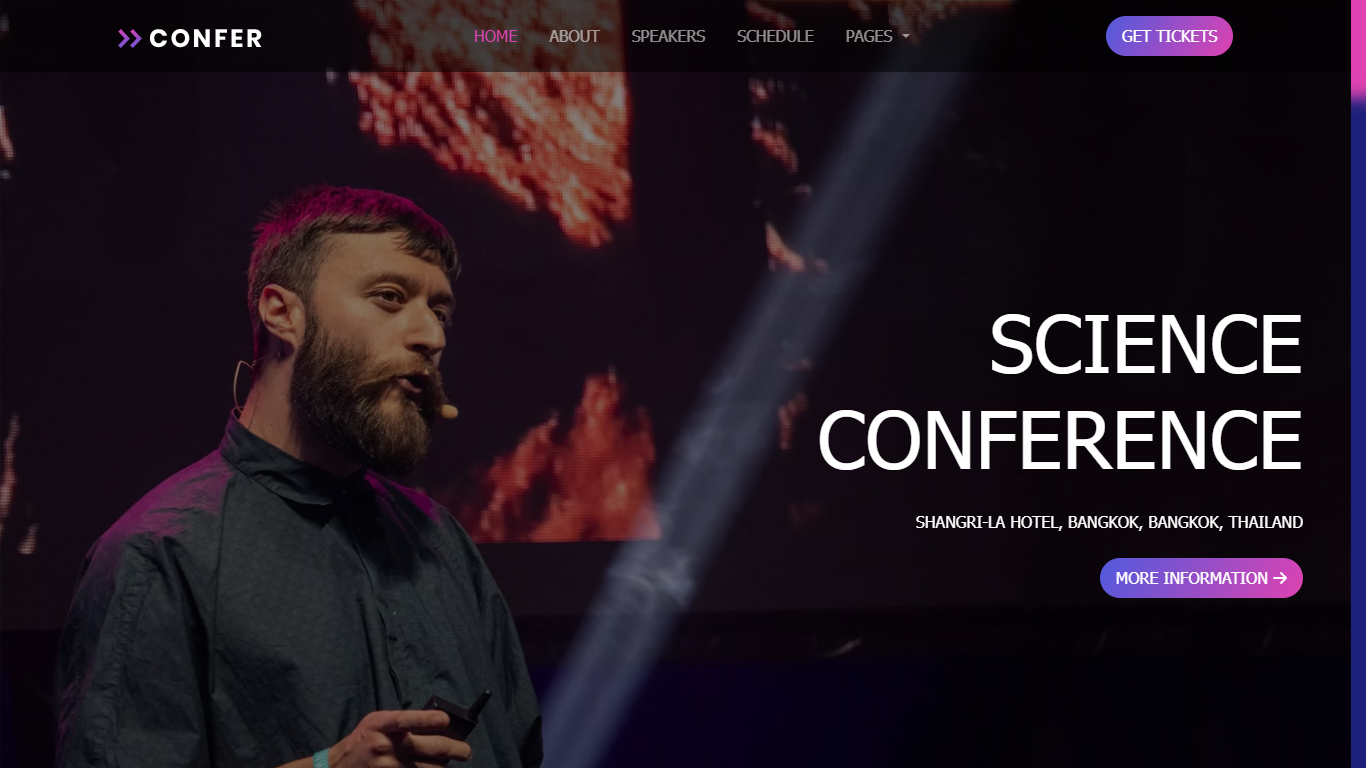 CONFER
HOME ABOUT SPEAKERS SCHEDULE PAGES
GET TICKETS
SCIENCE
CONFERENCE
SHANGRI-LA HOTEL, BANGKOK, BANGKOK, THAILAND
MORE INFORMATION →